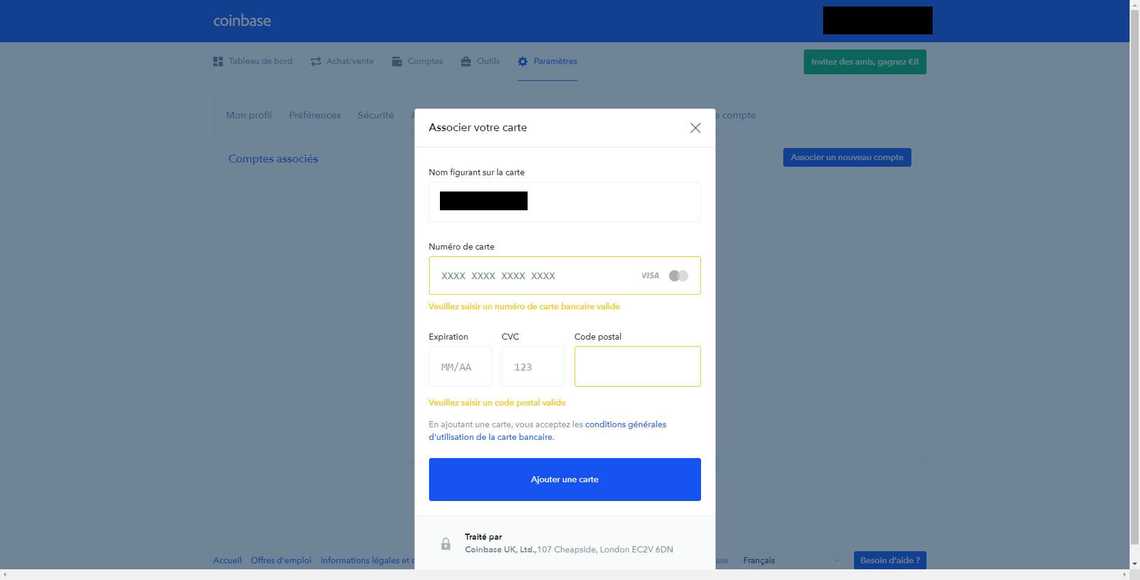 coinbase
Tableau de bord
Achat/vente
Comptes
Outils
Paramètres
Invitez des amis, gagnez €8
Mon profil
Préférences
Sécurité
compte
Comptes associés
Associer un nouveau compte
Associer votre carte
Nom figurant sur la carte
Numéro de carte
XXXX XXXX XXXX XXXX
VISA
Veuillez saisir un numéro de carte bancaire valide
Expiration
CVC
Code postal
MM/AA
123
Veuillez saisir un code postal valide
En ajoutant une carte, vous acceptez les conditions générales
d'utilisation de la carte bancaire.
Ajouter une carte
Traité par
Coinbase UK, Ltd.,107 Cheapside, London EC2V 6DN
Accueil
Offres d'emploi
Informations légales et
Français
Besoin d'aide ?